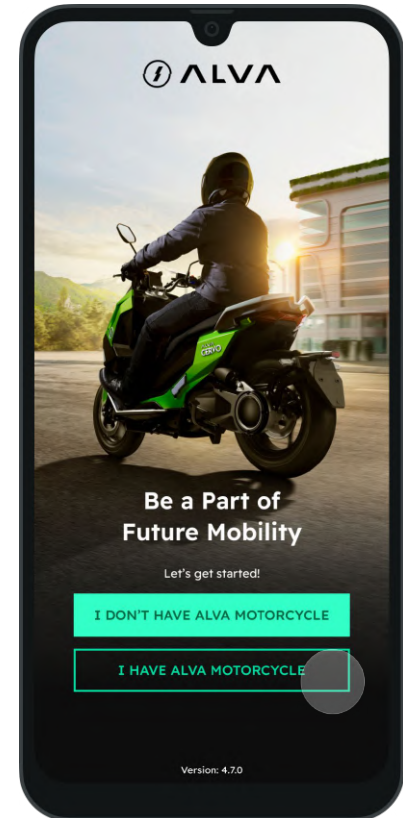 ALVA
CERVO
Be a Part of
Future Mobility
Let's get started!
I DON'T HAVE ALVA MOTORCYCLE
I HAVE ALVA MOTORCYCLE
Version: 4.7.0